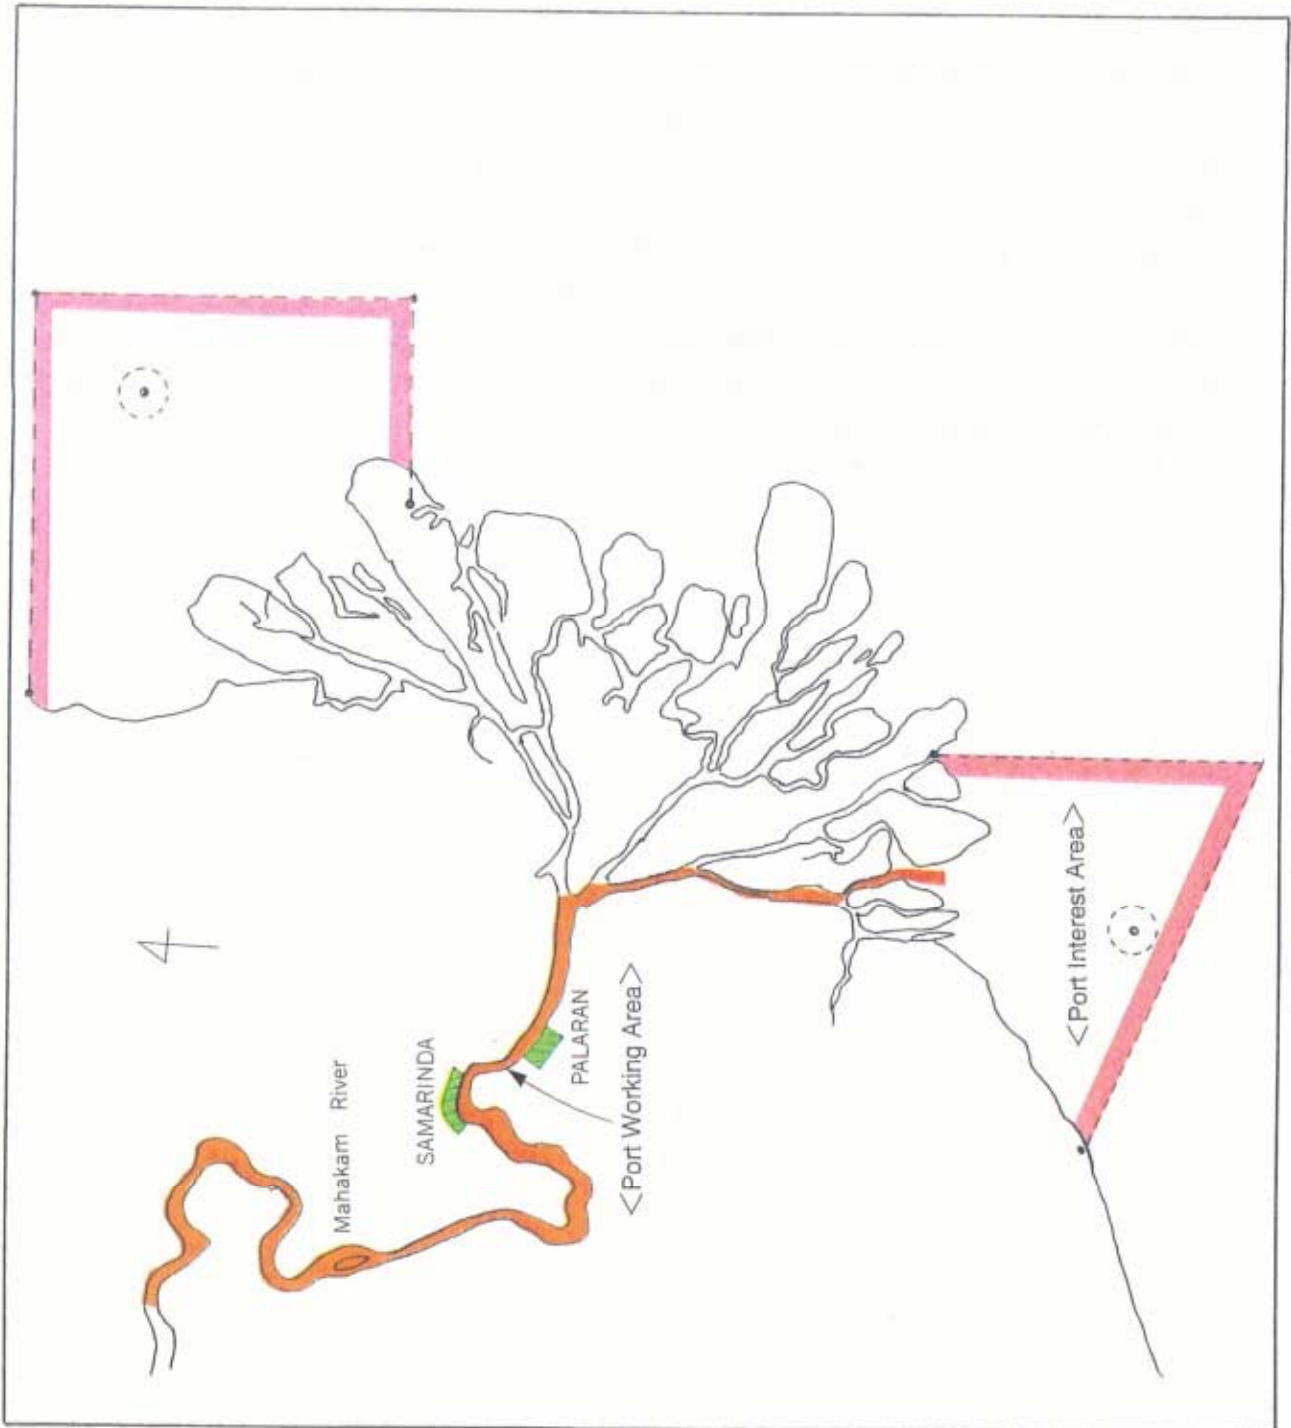 Mahakam River
SAMARINDA
PALARAN
<Port Working Area>
<Port Interest Area>